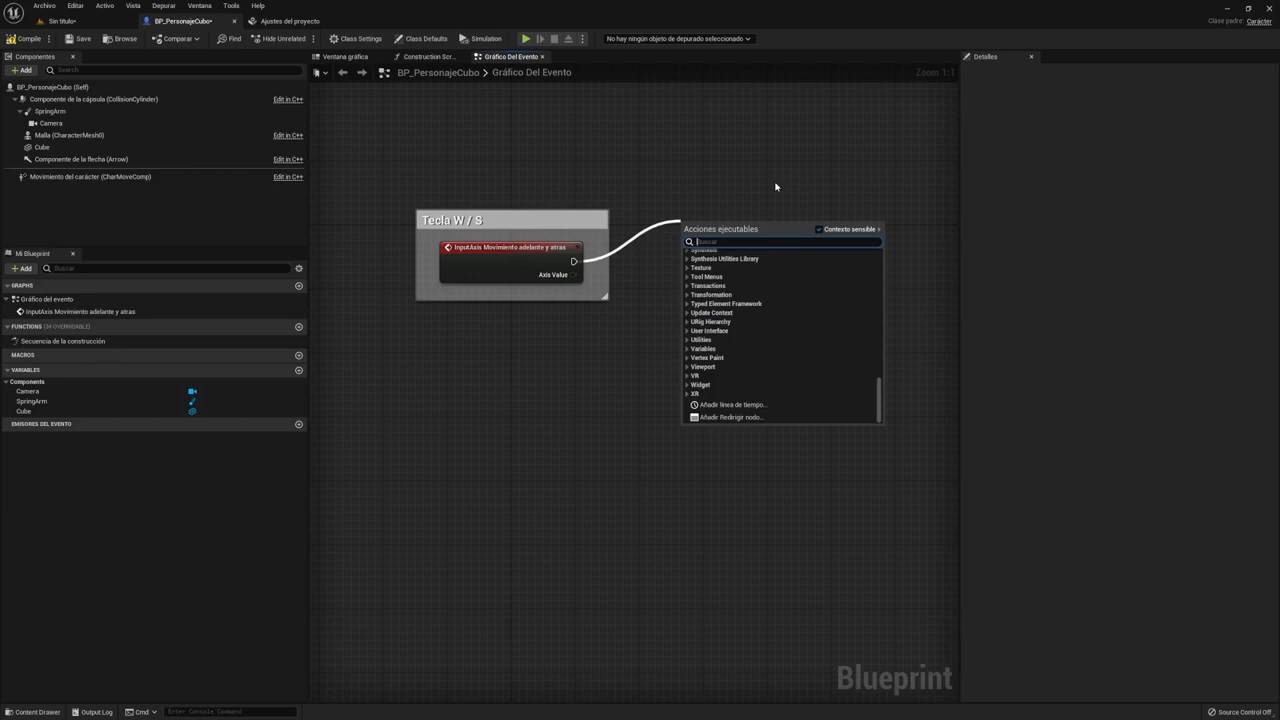 Archivo Editar Activo Vista Depurar Ventana Tools Help
Sin título• BP_PersonajeCubo• Ajustes del proyecto Clase padre: Carácter
Compile Save Browse Comparar Find Hide Unrelated Class Settings Class Defaults Simulation No hay ningún objeto de depurado seleccionado
Componentes Ventana gráfica Construction Scr... Gráfico Del Evento Detalles
Add Search BP_PersonajeCubo Gráfico Del Evento Zoom 1:1
BP_PersonajeCubo (Self)
Componente de la cápsula (CollisionCylinder) Edit in C++
SpringArm
Camera
Malla (CharacterMesh0) Edit in C++
Cube
Componente de la flecha (Arrow) Edit in C++
Movimiento del carácter (CharMoveComp) Edit in C++
Mi Blueprint
Add Buscar
GRAPHS
Gráfico del evento
InputAxis Movimiento adelante y atras
FUNCTIONS (34 OVERRIDABLE)
Secuencia de la construcción
MACROS
VARIABLES
Components
Camera
SpringArm
Cube
EMISORES DEL EVENTO
Tecla W / S
InputAxis Movimiento adelante y atras
Axis Value
Acciones ejecutables Contexto sensible
Buscar
Synthesis
Synthesis Utilities Library
Texture
Tool Menus
Transactions
Transformation
Typed Element Framework
Update Context
URig Hierarchy
User Interface
Utilities
Variables
Vertex Paint
Viewport
VR
Widget
XR
Añadir línea de tiempo...
Añadir Redirigir nodo...
Blueprint
Content Drawer Output Log Cmd Enter Console Command Source Control Off